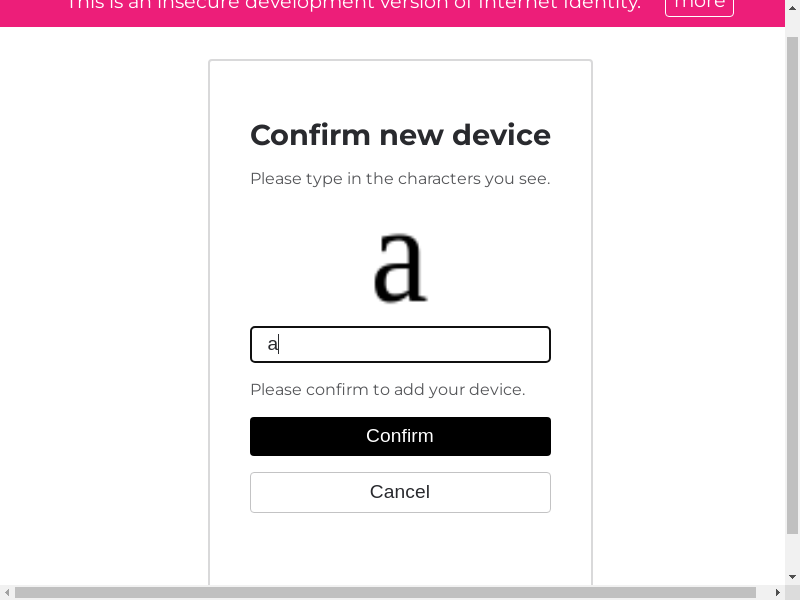 This is an insecure development version of Internet Identity. more
Confirm new device
Please type in the characters you see.
a
a
Please confirm to add your device.
Confirm
Cancel